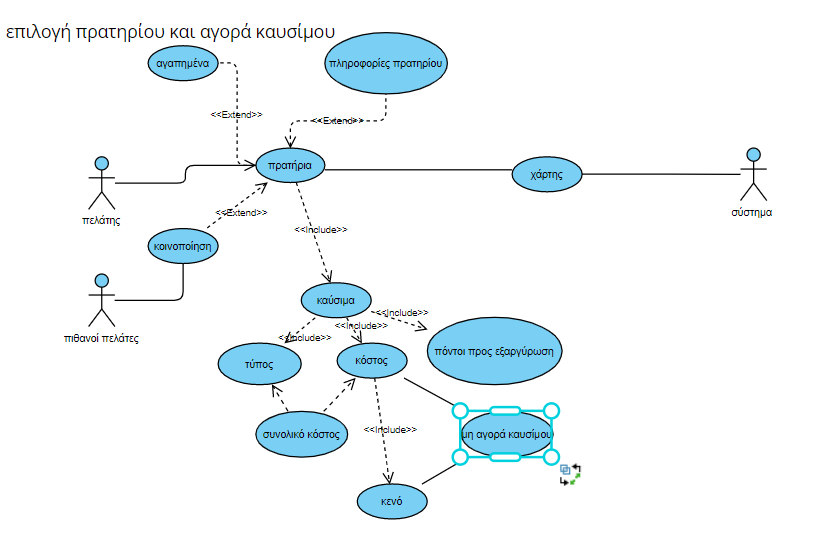 επιλογή πρατηρίου και αγορά καυσίμου
αγαπημένα
πληροφορίες πρατηρίου
<<Extend>>
<<Extend>>
πρατήρια
χάρτης
πελάτης
σύστημα
<<Extend>>
<<Include>>
κοινοποίηση
πιθανοί πελάτες
καύσιμα
<<Include>>
<<Include>>
<<Include>>
τύπος
κόστος
πόντοι προς εξαργύρωση
συνολικό κόστος
<<Include>>
μη αγορά καυσίμου
κενό